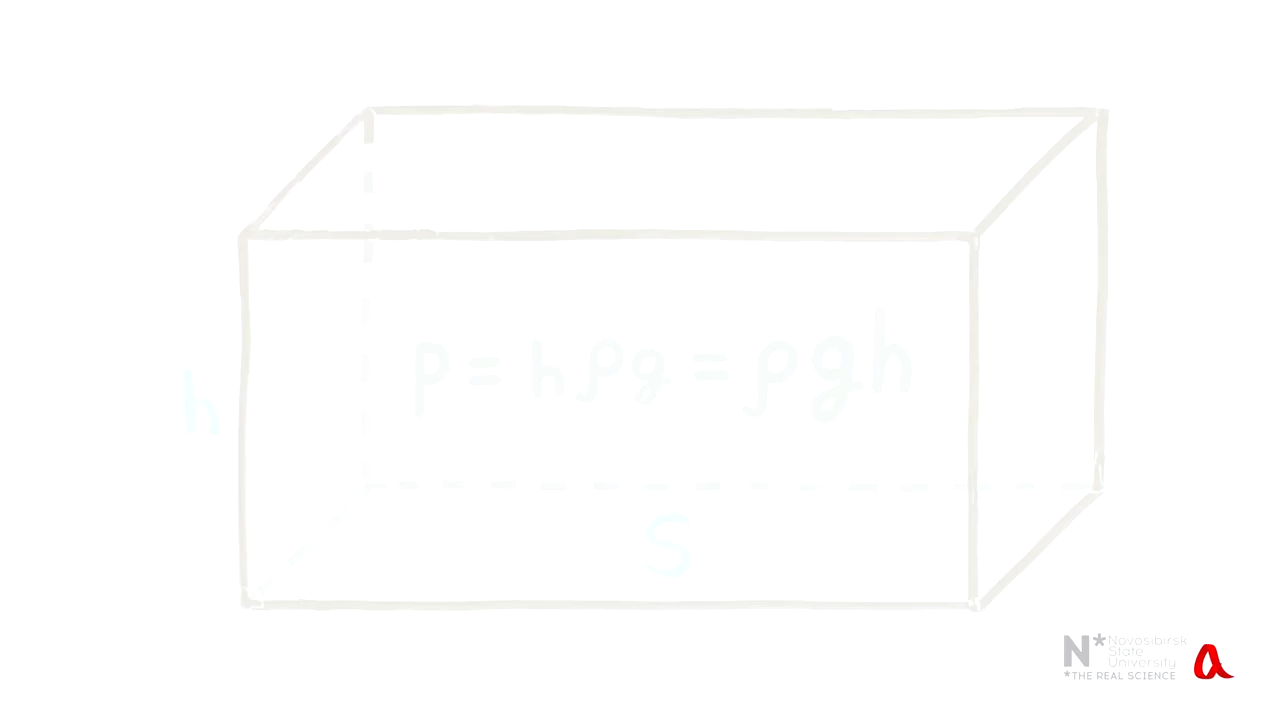 p = hρg = ρgh
h
S
N* Novosibirsk
State
University
*THE REAL SCIENCE
a